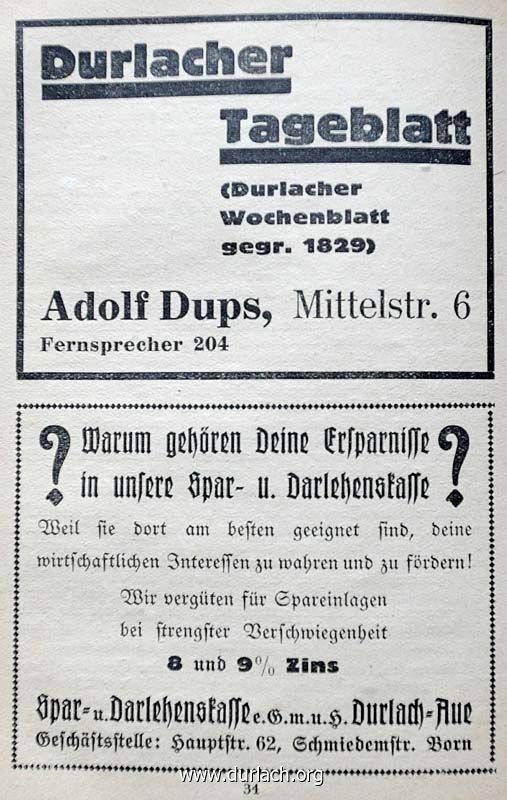 Durlacher
Tageblatt
(Durlacher
Wochenblatt
gegr. 1829)
Adolf Dups, Mittelstr. 6
Fernsprecher 204
? Warum gehören Deine Erſparniſſe ?
in unſere Spar- u. Darlehenskaſſe
Weil ſie dort am beſten geeignet ſind, deine
wirtſchaftlichen Intereſſen zu wahren und zu fördern!
Wir vergüten für Spareinlagen
bei ſtrengſter Verſchwiegenheit
8 und 9% Zins
Spar- u. Darlehenskaſſe e. G. m. u. H. Durlach-Aue
Geſchäftsſtelle: Hauptſtr. 62, Schmiedemſtr. Born
www.durlach.org
34